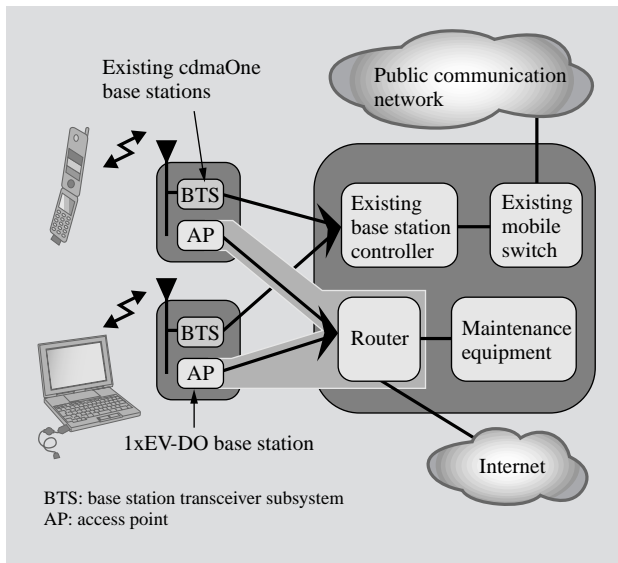 Existing cdmaOne
base stations
Public communication
network
BTS
AP
Existing
base station
controller
Existing
mobile
switch
BTS
AP
Router
Maintenance
equipment
1xEV-DO base station
Internet
BTS: base station transceiver subsystem
AP: access point